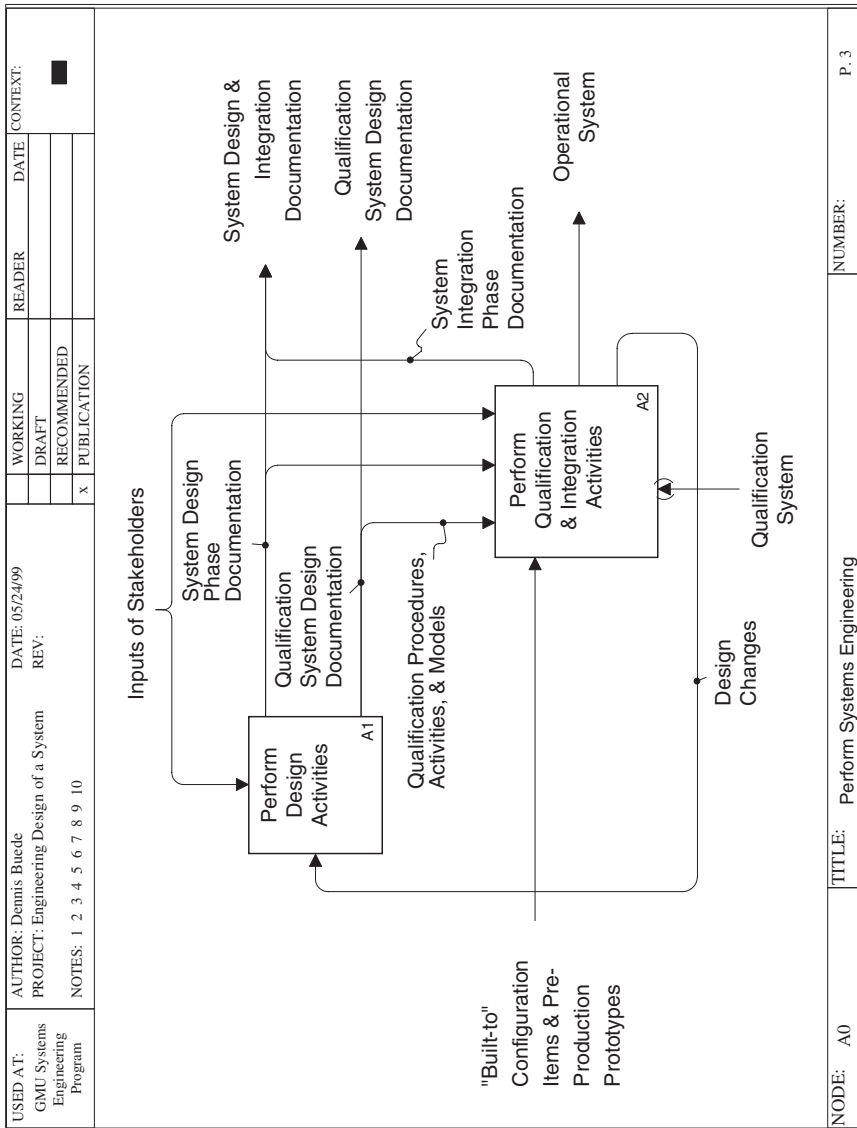 USED AT:
GMU Systems
Engineering
Program
AUTHOR: Dennis Buede
DATE: 05/24/99
PROJECT: Engineering Design of a System
REV:
NOTES: 1 2 3 4 5 6 7 8 9 10
WORKING
DRAFT
RECOMMENDED
x PUBLICATION
READER
DATE
CONTEXT:
Inputs of Stakeholders
System Design
Phase
Documentation
System Design &
Integration
Documentation
Perform
Design
Activities
A1
Qualification
System Design
Documentation
Qualification
System Design
Documentation
Qualification Procedures,
Activities, & Models
System
Integration
Phase
Documentation
"Built-to"
Configuration
Items & Pre-
Production
Prototypes
Perform
Qualification
& Integration
Activities
A2
Operational
System
Design
Changes
Qualification
System
NODE: A0
TITLE: Perform Systems Engineering
NUMBER: P. 3